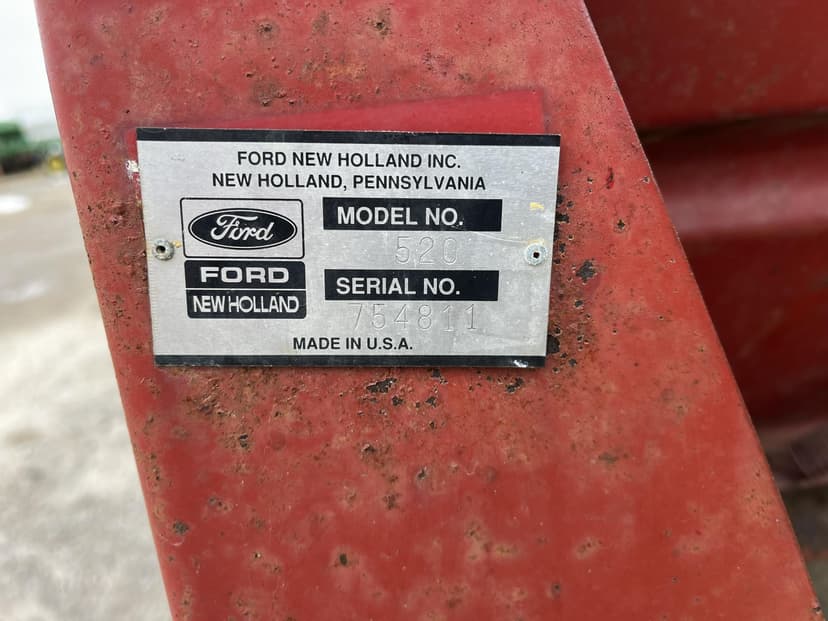 FORD NEW HOLLAND INC.
NEW HOLLAND, PENNSYLVANIA
Ford
FORD
NEW HOLLAND
MODEL NO.
520
SERIAL NO.
754811
MADE IN U.S.A.